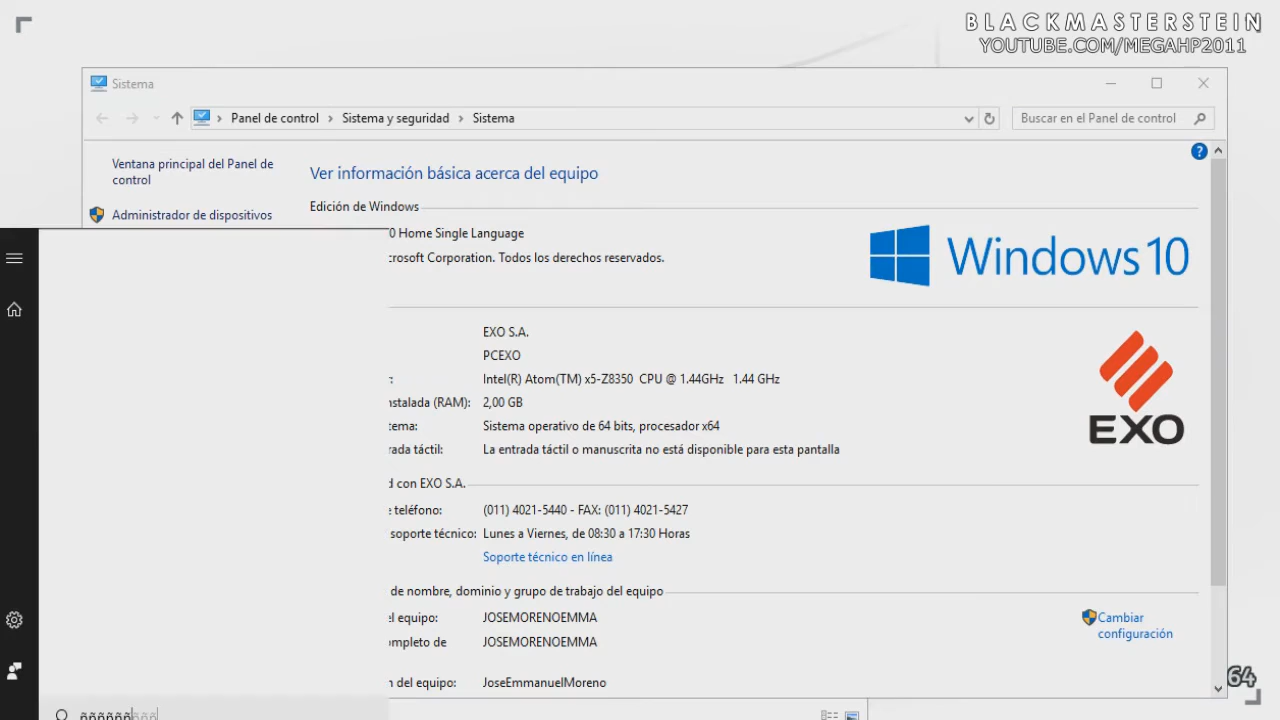 BLACKMASTERSTEIN
YOUTUBE.COM/MEGAHP2011
Sistema
Panel de control > Sistema y seguridad > Sistema
Buscar en el Panel de control
Ventana principal del Panel de
control
Administrador de dispositivos
Ver información básica acerca del equipo
Edición de Windows
0 Home Single Language
crosoft Corporation. Todos los derechos reservados.
Windows 10
EXO S.A.
PCEXO
Intel(R) Atom(TM) x5-Z8350 CPU @ 1.44GHz 1.44 GHz
nstalada (RAM): 2,00 GB
tema: Sistema operativo de 64 bits, procesador x64
rada táctil: La entrada táctil o manuscrita no está disponible para esta pantalla
EXO
d con EXO S.A.
e teléfono: (011) 4021-5440 - FAX: (011) 4021-5427
soporte técnico: Lunes a Viernes, de 08:30 a 17:30 Horas
Soporte técnico en línea
de nombre, dominio y grupo de trabajo del equipo
el equipo: JOSEMORENOEMMA
Cambiar
configuración
ompleto de JOSEMORENOEMMA
n del equipo: JoseEmmanuelMoreno
64